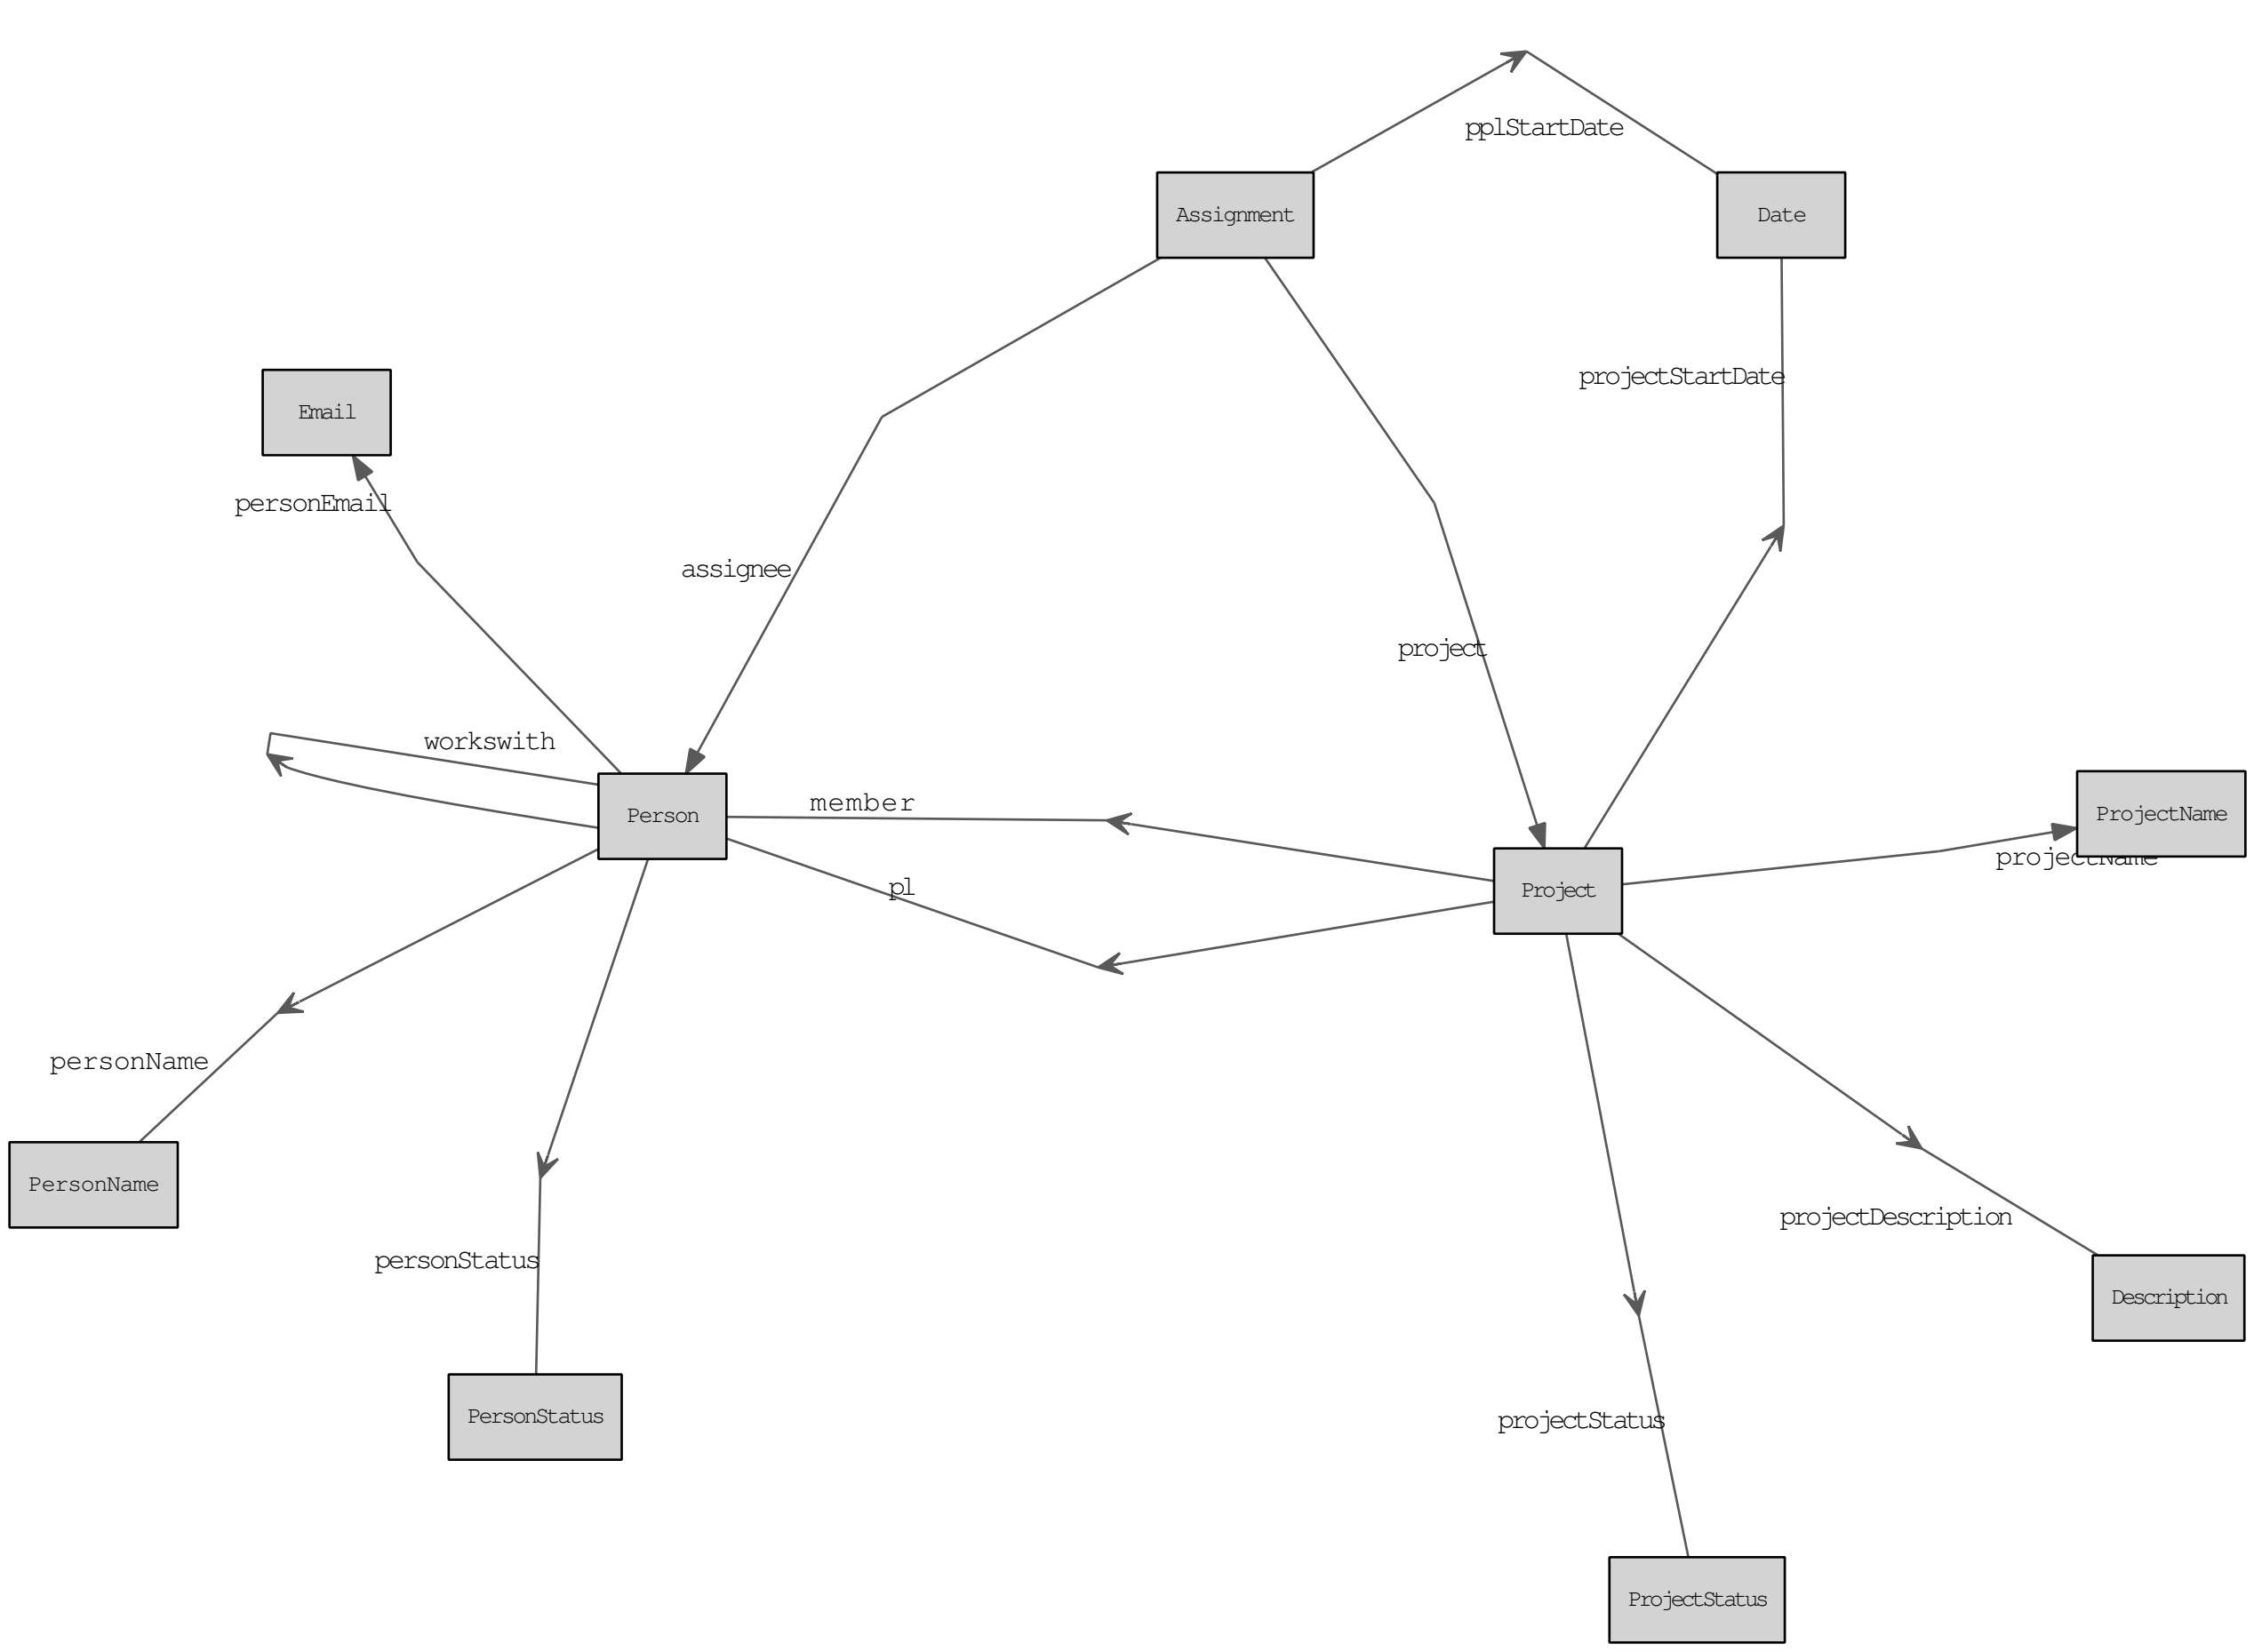 pplStartDate
Assignment
Date
projectStartDate
Email
personEmail
assignee
project
workswith
member
Person
ProjectName
projectName
pl
Project
personName
PersonName
projectDescription
personStatus
Description
PersonStatus
projectStatus
ProjectStatus